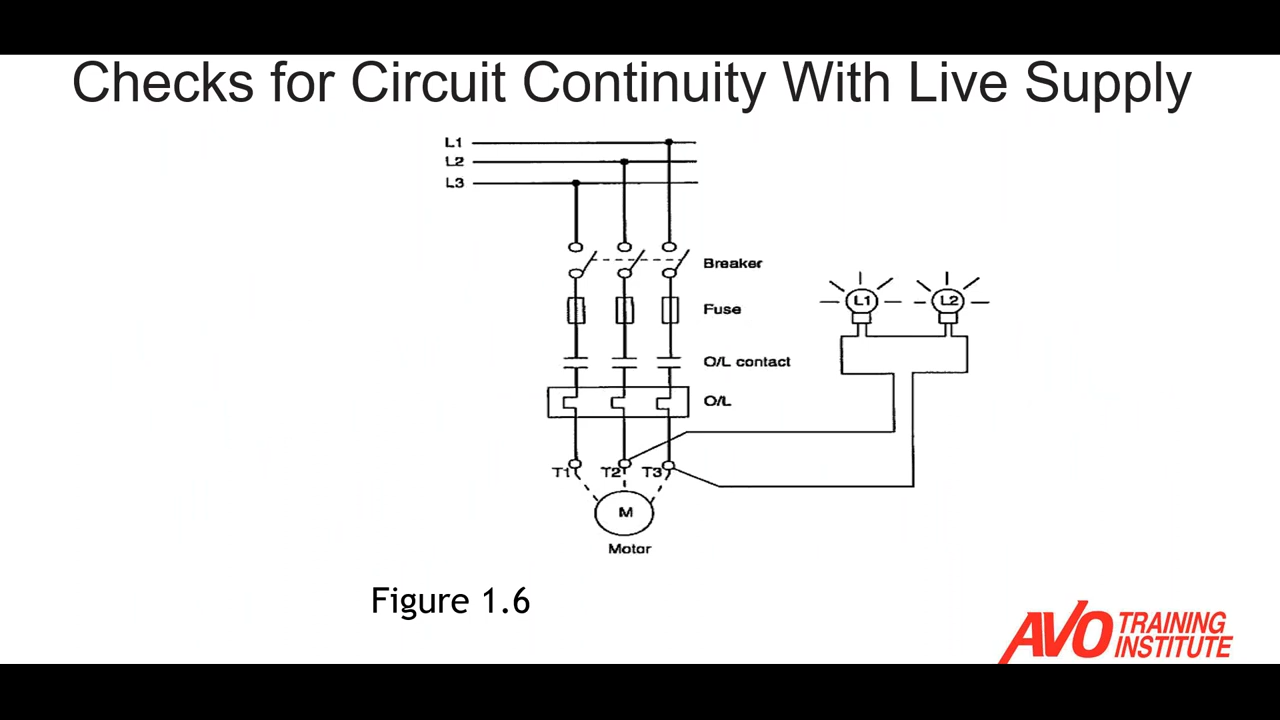 Checks for Circuit Continuity With Live Supply
L1
L2
L3
Breaker
L1
L2
Fuse
O/L contact
O/L
T1
T2
T3
M
Motor
Figure 1.6
AVO TRAINING
INSTITUTE